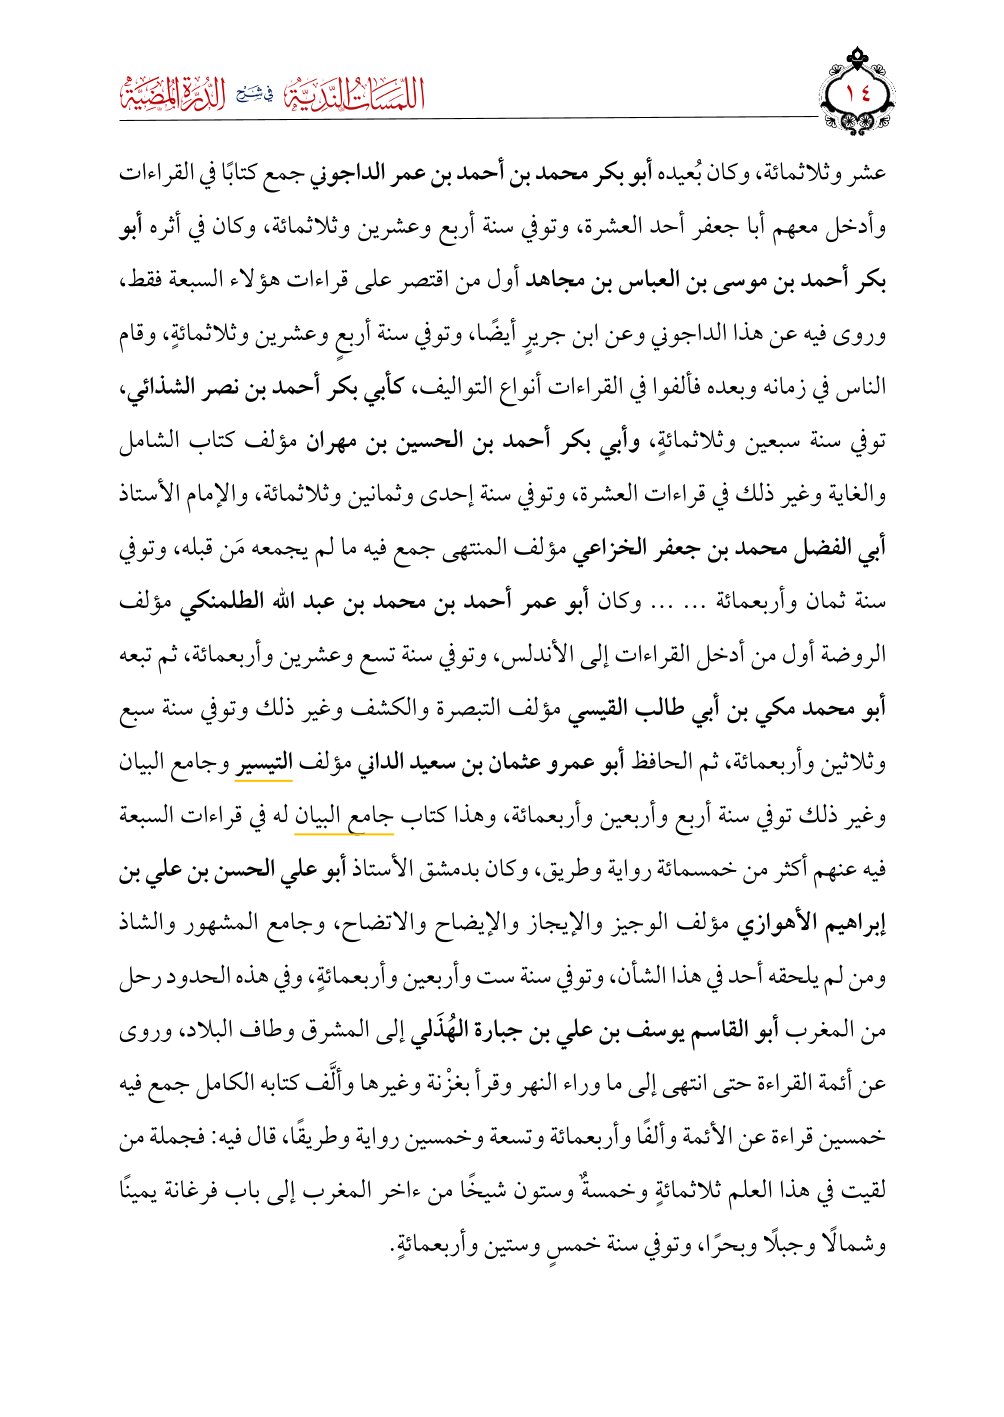 اللمسات الندية في شرح الدرة المضية
١٤
عشر وثلاثمائة، وكان بُعيده أبو بكر محمد بن أحمد بن عمر الداجوني جمع كتابًا في القراءات
وأدخل معهم أبا جعفر أحد العشرة، وتوفي سنة أربع وعشرين وثلاثمائة، وكان في أثره أبو
بكر أحمد بن موسى بن العباس بن مجاهد أول من اقتصر على قراءات هؤلاء السبعة فقط،
وروى فيه عن هذا الداجوني وعن ابن جريرٍ أيضًا، وتوفي سنة أربعٍ وعشرين وثلاثمائةٍ، وقام
الناس في زمانه وبعده فألفوا في القراءات أنواع التواليف، كأبي بكر أحمد بن نصر الشذائي،
توفي سنة سبعين وثلاثمائةٍ، وأبي بكر أحمد بن الحسين بن مهران مؤلف كتاب الشامل
والغاية وغير ذلك في قراءات العشرة، وتوفي سنة إحدى وثمانين وثلاثمائة، والإمام الأستاذ
أبي الفضل محمد بن جعفر الخزاعي مؤلف المنتهى جمع فيه ما لم يجمعه مَن قبله، وتوفي
سنة ثمان وأربعمائة ... ... وكان أبو عمر أحمد بن محمد بن عبد الله الطلمنكي مؤلف
الروضة أول من أدخل القراءات إلى الأندلس، وتوفي سنة تسع وعشرين وأربعمائة، ثم تبعه
أبو محمد مكي بن أبي طالب القيسي مؤلف التبصرة والكشف وغير ذلك وتوفي سنة سبع
وثلاثين وأربعمائة، ثم الحافظ أبو عمرو عثمان بن سعيد الداني مؤلف التيسير وجامع البيان
وغير ذلك توفي سنة أربع وأربعين وأربعمائة، وهذا كتاب جامع البيان له في قراءات السبعة
فيه عنهم أكثر من خمسمائة رواية وطريق، وكان بدمشق الأستاذ أبو علي الحسن بن علي بن
إبراهيم الأهوازي مؤلف الوجيز والإيجاز والإيضاح والاتضاح، وجامع المشهور والشاذ
ومن لم يلحقه أحد في هذا الشأن، وتوفي سنة ست وأربعين وأربعمائةٍ، وفي هذه الحدود رحل
من المغرب أبو القاسم يوسف بن علي بن جبارة الهُذَلي إلى المشرق وطاف البلاد، وروى
عن أئمة القراءة حتى انتهى إلى ما وراء النهر وقرأ بغزْنة وغيرها وألَّف كتابه الكامل جمع فيه
خمسين قراءة عن الأئمة وألفًا وأربعمائة وتسعة وخمسين رواية وطريقًا، قال فيه: فجملة من
لقيت في هذا العلم ثلاثمائةٍ وخمسةٌ وستون شيخًا من ءاخر المغرب إلى باب فرغانة يمينًا
وشمالًا وجبلًا وبحرًا، وتوفي سنة خمسٍ وستين وأربعمائةٍ.